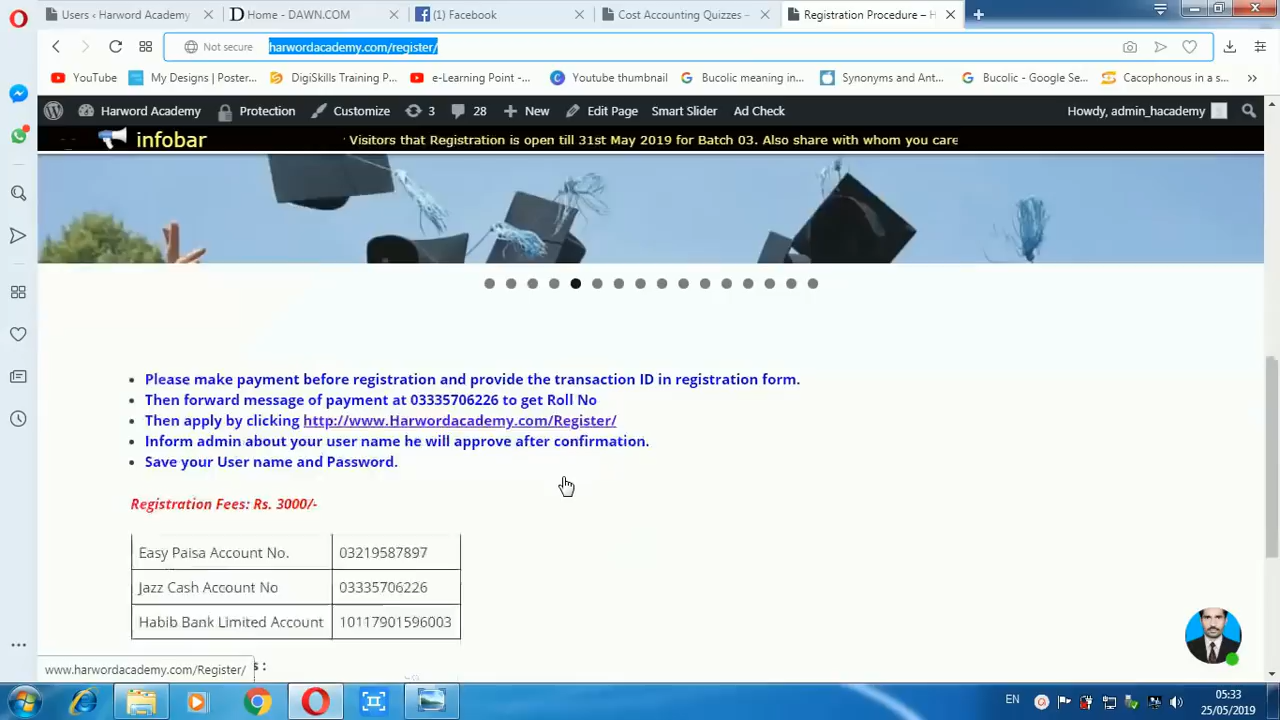 Users ‹ Harword Academy
Home - DAWN.COM
(1) Facebook
Cost Accounting Quizzes –
Registration Procedure – H
Not secure
harwordacademy.com/register/
YouTube
My Designs | Poster...
DigiSkills Training P...
e-Learning Point -...
Youtube thumbnail
Bucolic meaning in...
Synonyms and Ant...
Bucolic - Google Se...
Cacophonous in a s...
Harword Academy
Protection
Customize
3
28
New
Edit Page
Smart Slider
Ad Check
Howdy, admin_hacademy
infobar
Visitors that Registration is open till 31st May 2019 for Batch 03. Also share with whom you care
Please make payment before registration and provide the transaction ID in registration form.
Then forward message of payment at 03335706226 to get Roll No
Then apply by clicking http://www.Harwordacademy.com/Register/
Inform admin about your user name he will approve after confirmation.
Save your User name and Password.
Registration Fees: Rs. 3000/-
Easy Paisa Account No. 03219587897
Jazz Cash Account No 03335706226
Habib Bank Limited Account 10117901596003
www.harwordacademy.com/Register/
s :
EN
05:33
25/05/2019